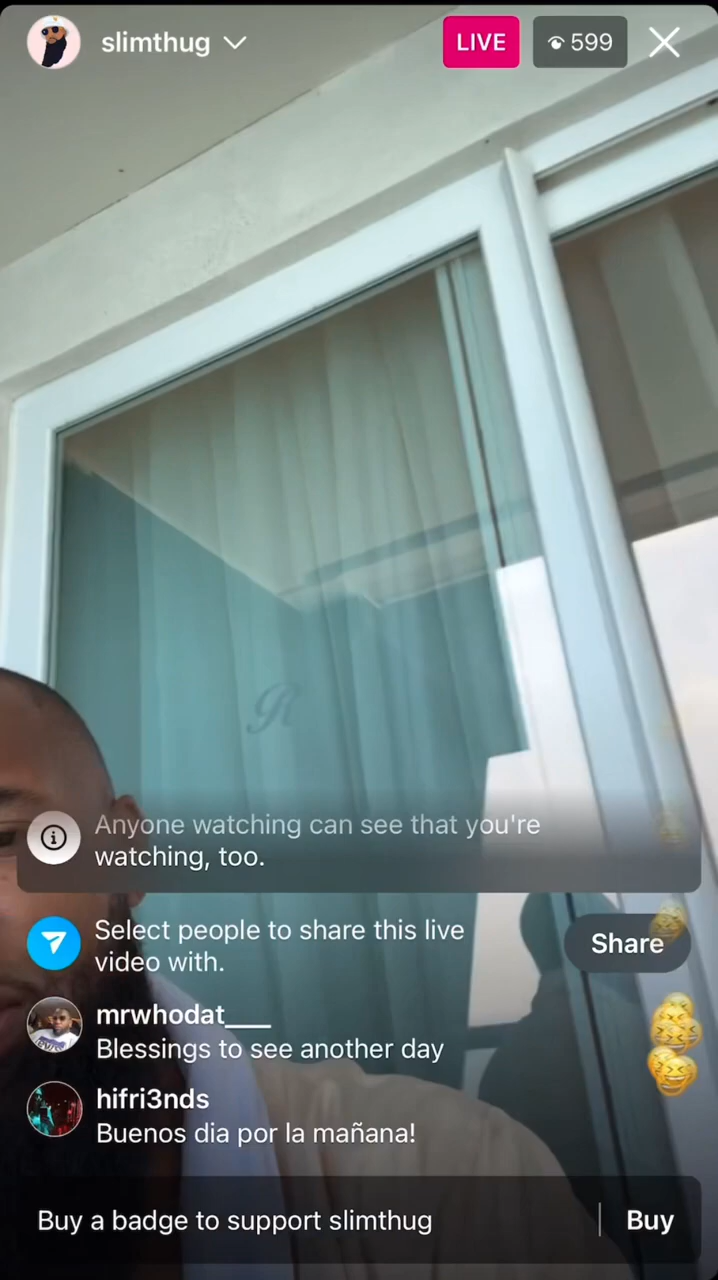 slimthug
LIVE
599
R
Anyone watching can see that you're
watching, too.
Select people to share this live
video with.
Share
mrwhodat___
Blessings to see another day
hifri3nds
Buenos dia por la mañana!
Buy a badge to support slimthug
Buy